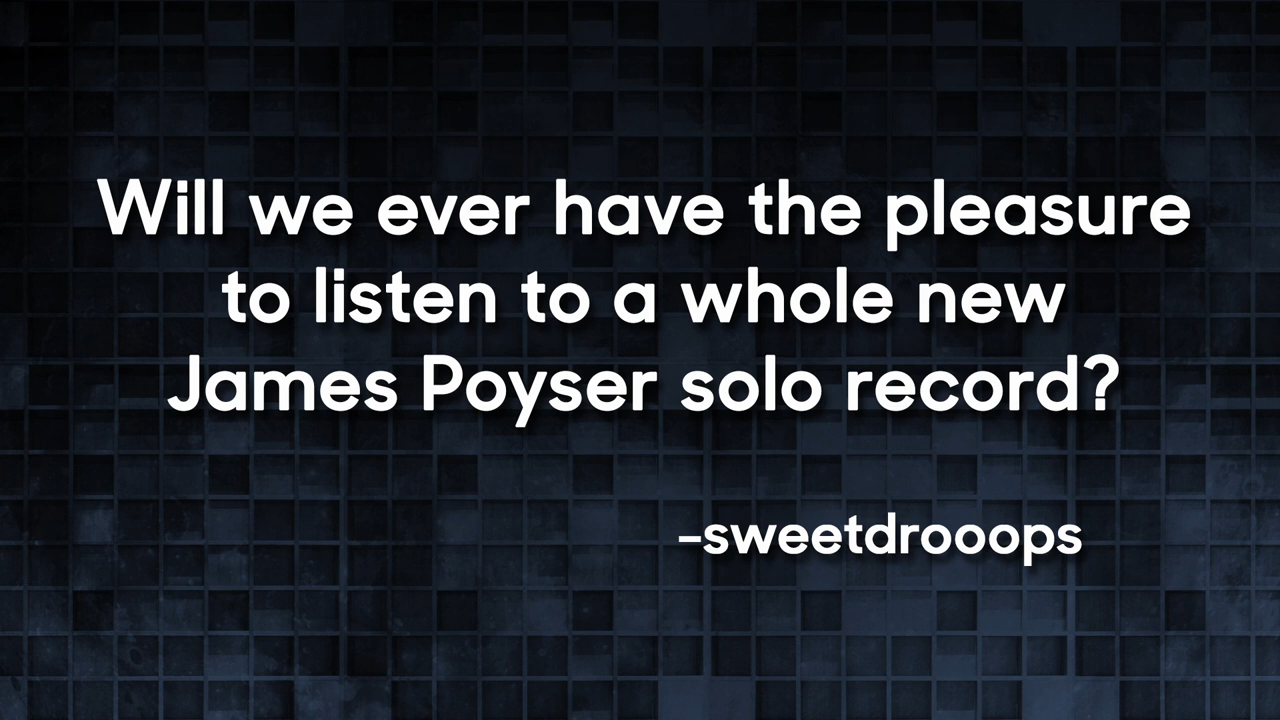 Will we ever have the pleasure
to listen to a whole new
James Poyser solo record?
-sweetdrooops